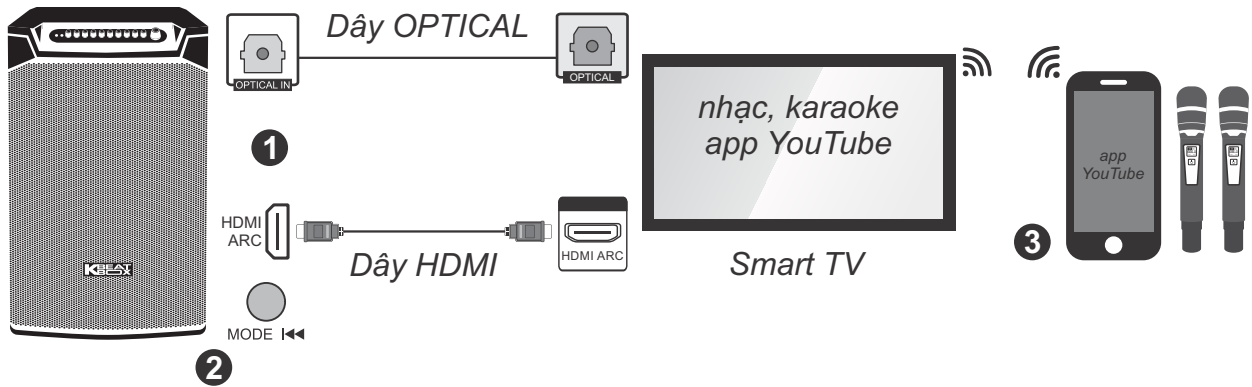 Dây OPTICAL
OPTICAL IN
OPTICAL
nhạc, karaoke
app YouTube
app
YouTube
1
HDMI
ARC
HDMI ARC
3
Dây HDMI
Smart TV
KBEATBOX
MODE
2